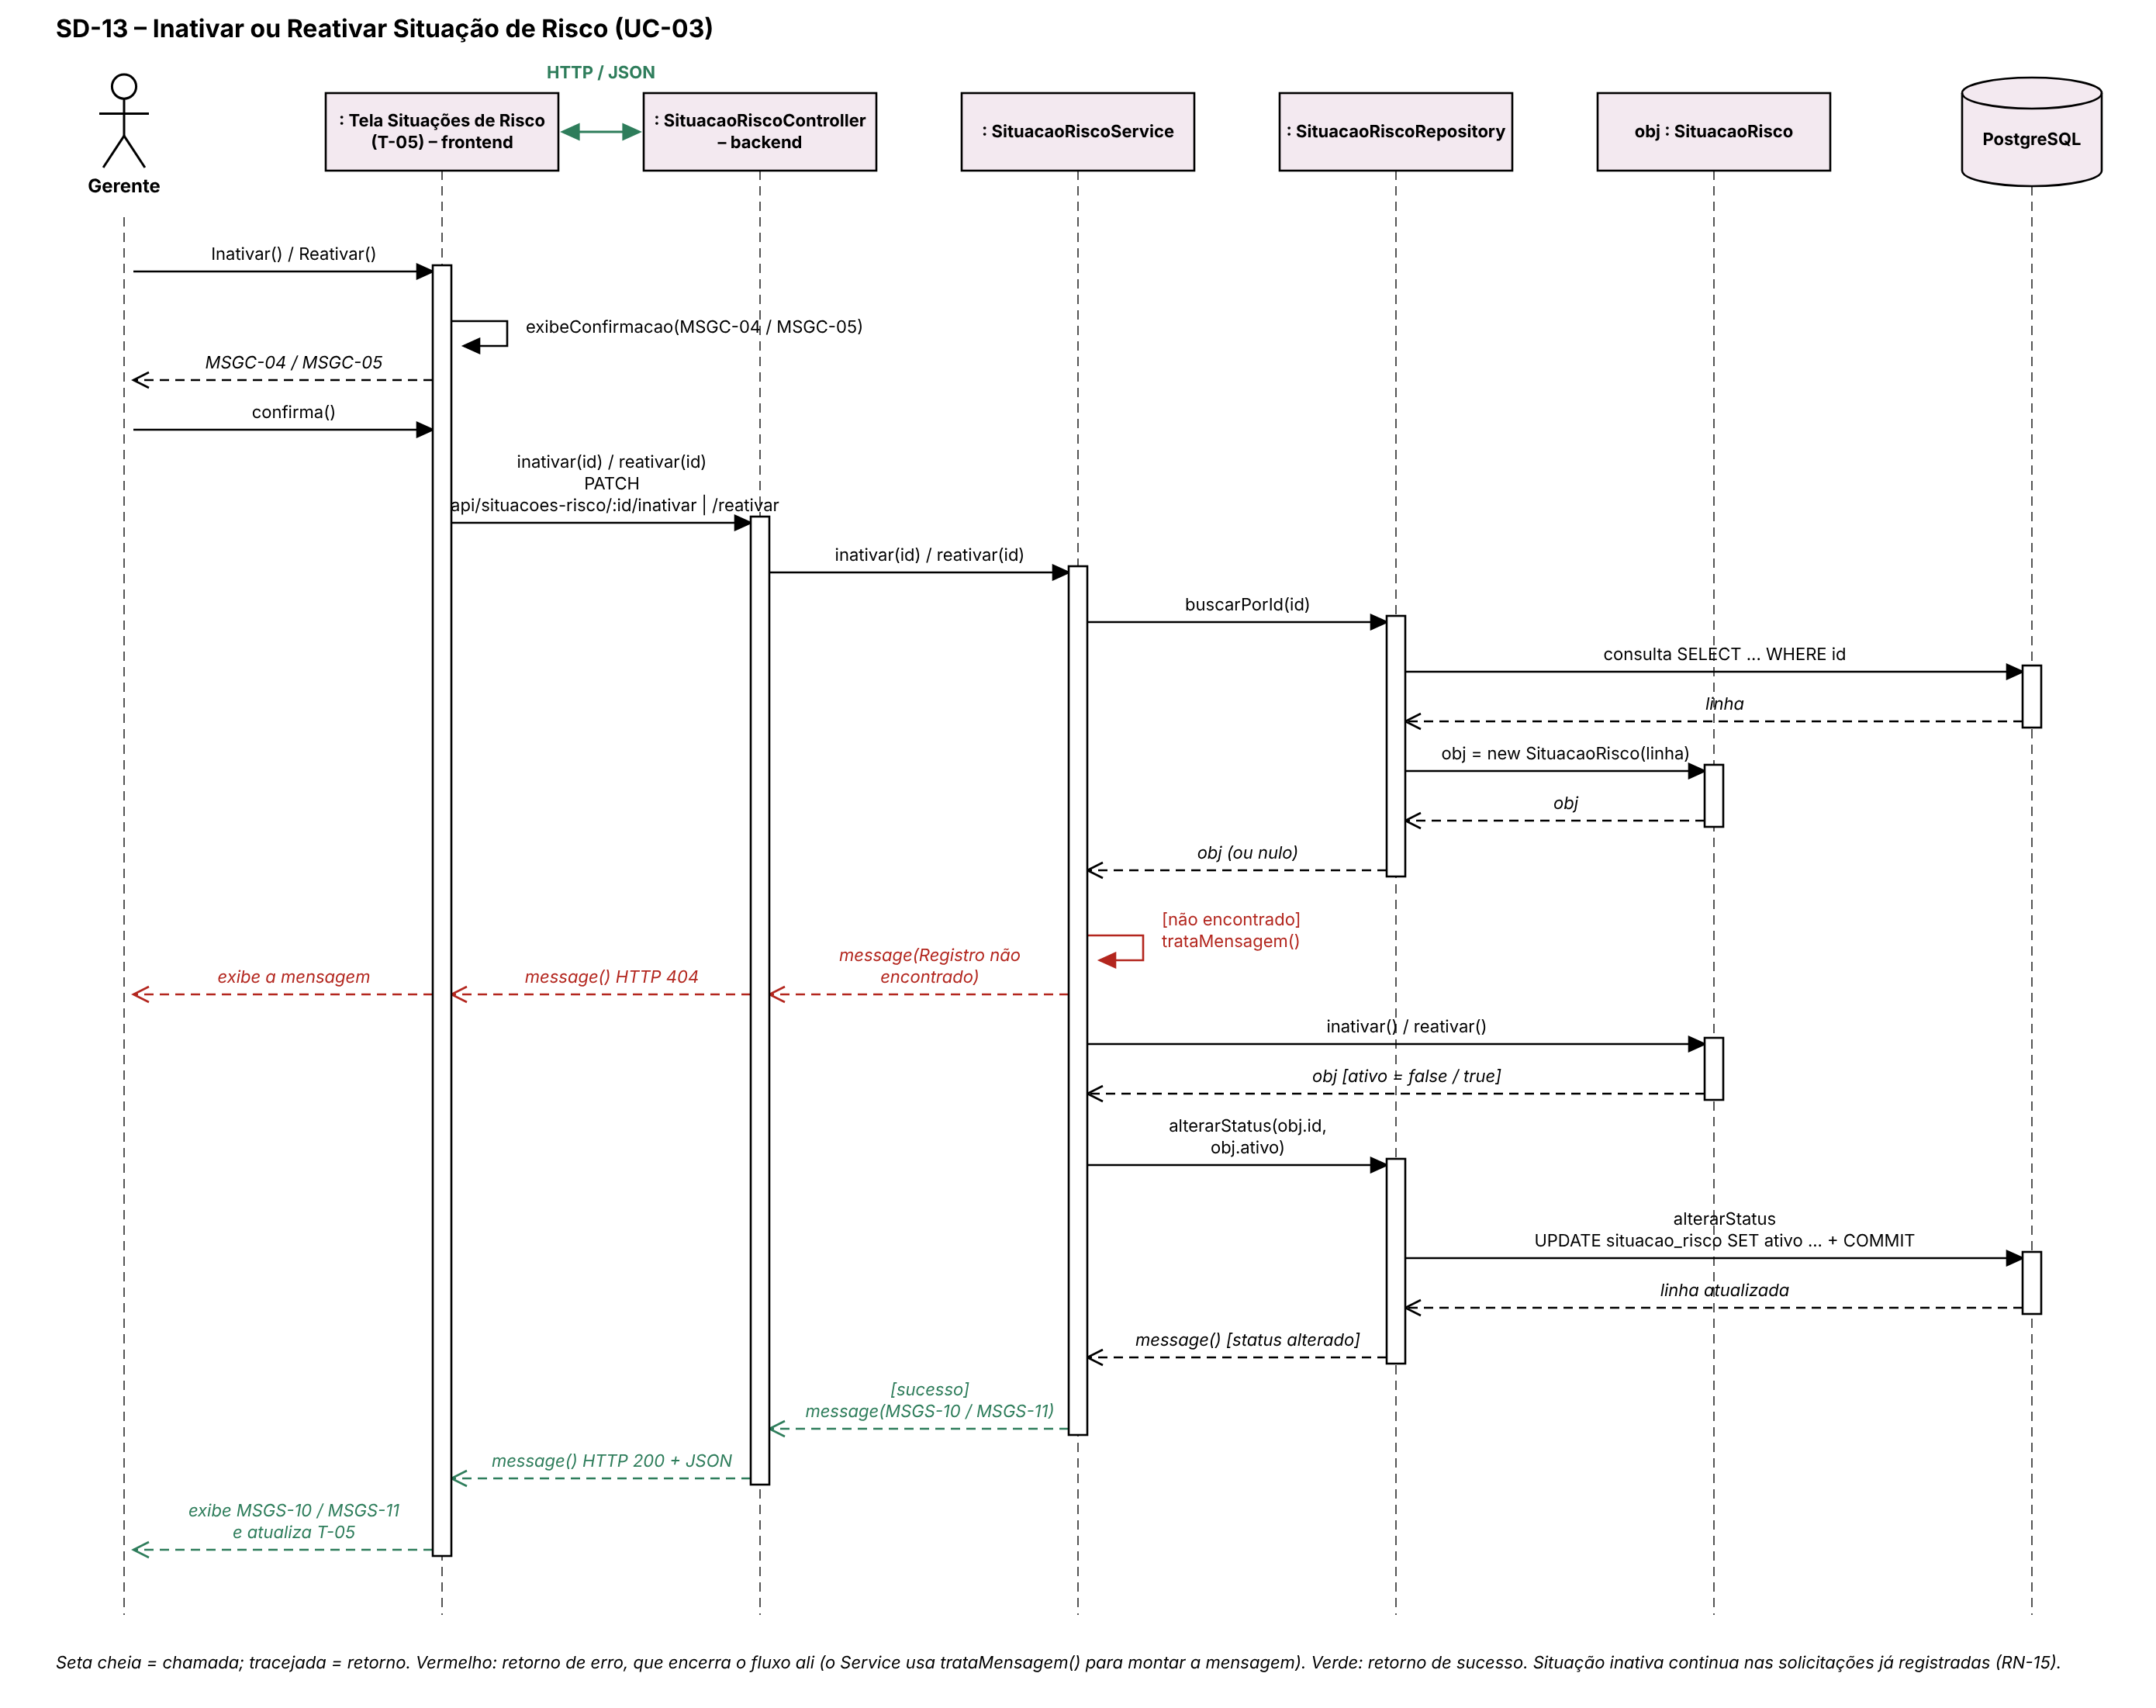 SD-13 – Inativar ou Reativar Situação de Risco (UC-03)
HTTP / JSON
Gerente
: Tela Situações de Risco
(T-05) – frontend
: SituacaoRiscoController
– backend
: SituacaoRiscoService
: SituacaoRiscoRepository
obj : SituacaoRisco
PostgreSQL
Inativar() / Reativar()
exibeConfirmacao(MSGC-04 / MSGC-05)
MSGC-04 / MSGC-05
confirma()
inativar(id) / reativar(id)
PATCH
api/situacoes-risco/:id/inativar | /reativar
inativar(id) / reativar(id)
buscarPorId(id)
consulta SELECT ... WHERE id
linha
obj = new SituacaoRisco(linha)
obj
obj (ou nulo)
[não encontrado]
trataMensagem()
message(Registro não
encontrado)
message() HTTP 404
exibe a mensagem
inativar() / reativar()
obj [ativo = false / true]
alterarStatus(obj.id,
obj.ativo)
alterarStatus
UPDATE situacao_risco SET ativo ... + COMMIT
linha atualizada
message() [status alterado]
[sucesso]
message(MSGS-10 / MSGS-11)
message() HTTP 200 + JSON
exibe MSGS-10 / MSGS-11
e atualiza T-05
Seta cheia = chamada; tracejada = retorno. Vermelho: retorno de erro, que encerra o fluxo ali (o Service usa trataMensagem() para montar a mensagem). Verde: retorno de sucesso. Situação inativa continua nas solicitações já registradas (RN-15).